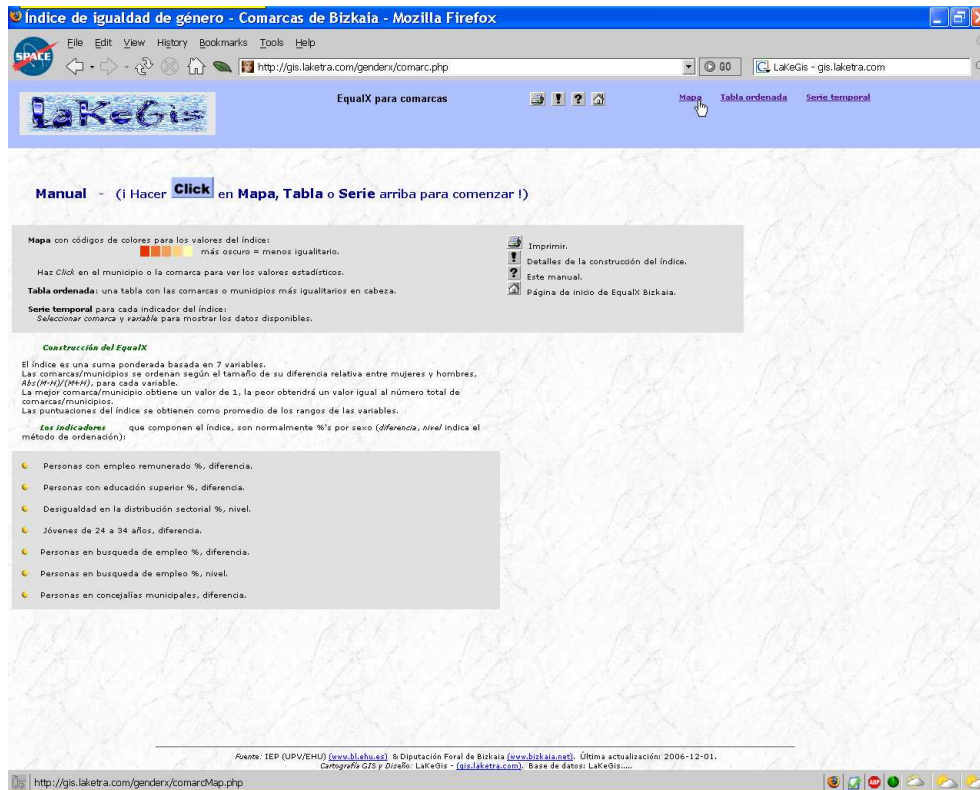 Índice de igualdad de género - Comarcas de Bizkaia - Mozilla Firefox
File Edit View History Bookmarks Tools Help
SPACE
http://gis.laketra.com/genderx/comarc.php
GO
LaKeGis - gis.laketra.com
LaKeGis
EqualX para comarcas
Mapa Tabla ordenada Serie temporal
Manual - (¡ Hacer Click en Mapa, Tabla o Serie arriba para comenzar !)
Mapa con códigos de colores para los valores del índice:
más oscuro = menos igualitario.
Haz Click en el municipio o la comarca para ver los valores estadísticos.
Tabla ordenada: una tabla con las comarcas o municipios más igualitarios en cabeza.
Serie temporal para cada indicador del índice:
Seleccionar comarca y variable para mostrar los datos disponibles.
Imprimir.
Detalles de la construcción del índice.
Este manual.
Página de inicio de EqualX Bizkaia.
Construcción del EqualX
El índice es una suma ponderada basada en 7 variables.
Las comarcas/municipios se ordenan según el tamaño de su diferencia relativa entre mujeres y hombres,
Abs(M-H)/(M+H), para cada variable.
La mejor comarca/municipio obtiene un valor de 1, la peor obtendrá un valor igual al número total de
comarcas/municipios.
Las puntuaciones del índice se obtienen como promedio de los rangos de las variables.
Los indicadores que componen el índice, son normalmente %'s por sexo (diferencia, nivel indica el
método de ordenación):
Personas con empleo remunerado %, diferencia.
Personas con educación superior %, diferencia.
Desigualdad en la distribución sectorial %, nivel.
Jóvenes de 24 a 34 años, diferencia.
Personas en busqueda de empleo %, diferencia.
Personas en busqueda de empleo %, nivel.
Personas en concejalías municipales, diferencia.
Fuente: IEP (UPV/EHU) (www.bl.ehu.es) & Diputación Foral de Bizkaia (www.bizkaia.net). Última actualización: 2006-12-01.
Cartografía GIS y Diseño: LaKeGis - (gis.laketra.com). Base de datos: LaKeGis.....
http://gis.laketra.com/genderx/comarcMap.php
ABP